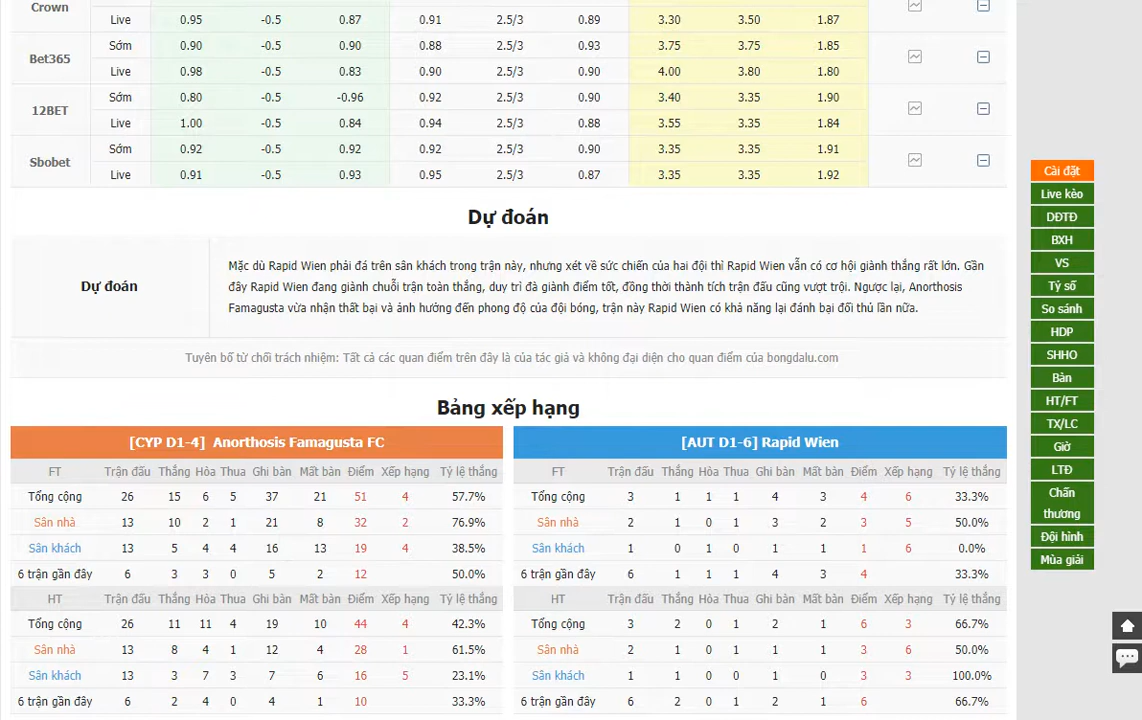 Crown
Live 0.95 -0.5 0.87 0.91 2.5/3 0.89 3.30 3.50 1.87
Sớm 0.90 -0.5 0.90 0.88 2.5/3 0.93 3.75 3.75 1.85
Bet365
Live 0.98 -0.5 0.83 0.90 2.5/3 0.90 4.00 3.80 1.80
Sớm 0.80 -0.5 -0.96 0.92 2.5/3 0.90 3.40 3.35 1.90
12BET
Live 1.00 -0.5 0.84 0.94 2.5/3 0.88 3.55 3.35 1.84
Sớm 0.92 -0.5 0.92 0.92 2.5/3 0.90 3.35 3.35 1.91
Sbobet
Live 0.91 -0.5 0.93 0.95 2.5/3 0.87 3.35 3.35 1.92
Dự đoán
Dự đoán
Mặc dù Rapid Wien phải đá trên sân khách trong trận này, nhưng xét về sức chiến của hai đội thì Rapid Wien vẫn có cơ hội giành thắng rất lớn. Gần
đây Rapid Wien đang giành chuỗi trận toàn thắng, duy trì đã giành điểm tốt, đồng thời thành tích trận đấu cũng vượt trội. Ngược lại, Anorthosis
Famagusta vừa nhận thất bại và ảnh hưởng đến phong độ của đội bóng, trận này Rapid Wien có khả năng lại đánh bại đối thủ lần nữa.
Tuyên bố từ chối trách nhiệm: Tất cả các quan điểm trên đây là của tác giả và không đại diện cho quan điểm của bongdalu.com
Bảng xếp hạng
[CYP D1-4] Anorthosis Famagusta FC
FT Trận đấu Thắng Hòa Thua Ghi bàn Mất bàn Điểm Xếp hạng Tỷ lệ thắng
Tổng cộng 26 15 6 5 37 21 51 4 57.7%
Sân nhà 13 10 2 1 21 8 32 2 76.9%
Sân khách 13 5 4 4 16 13 19 4 38.5%
6 trận gần đây 6 3 3 0 5 2 12 50.0%
HT Trận đấu Thắng Hòa Thua Ghi bàn Mất bàn Điểm Xếp hạng Tỷ lệ thắng
Tổng cộng 26 11 11 4 19 10 44 4 42.3%
Sân nhà 13 8 4 1 12 4 28 1 61.5%
Sân khách 13 3 7 3 7 6 16 5 23.1%
6 trận gần đây 6 2 4 0 4 1 10 33.3%
[AUT D1-6] Rapid Wien
FT Trận đấu Thắng Hòa Thua Ghi bàn Mất bàn Điểm Xếp hạng Tỷ lệ thắng
Tổng cộng 3 1 1 1 4 3 4 6 33.3%
Sân nhà 2 1 0 1 3 2 3 5 50.0%
Sân khách 1 0 1 0 1 1 1 6 0.0%
6 trận gần đây 6 1 1 1 4 3 4 33.3%
HT Trận đấu Thắng Hòa Thua Ghi bàn Mất bàn Điểm Xếp hạng Tỷ lệ thắng
Tổng cộng 3 2 0 1 2 1 6 3 66.7%
Sân nhà 2 1 0 1 1 1 3 6 50.0%
Sân khách 1 1 0 0 1 0 3 3 100.0%
6 trận gần đây 6 2 0 1 2 1 6 66.7%
Cài đặt
Live kèo
DĐTĐ
BXH
VS
Tỷ số
So sánh
HDP
SHHO
Bàn
HT/FT
TX/LC
Giờ
LTĐ
Chấn
thương
Đội hình
Mùa giải